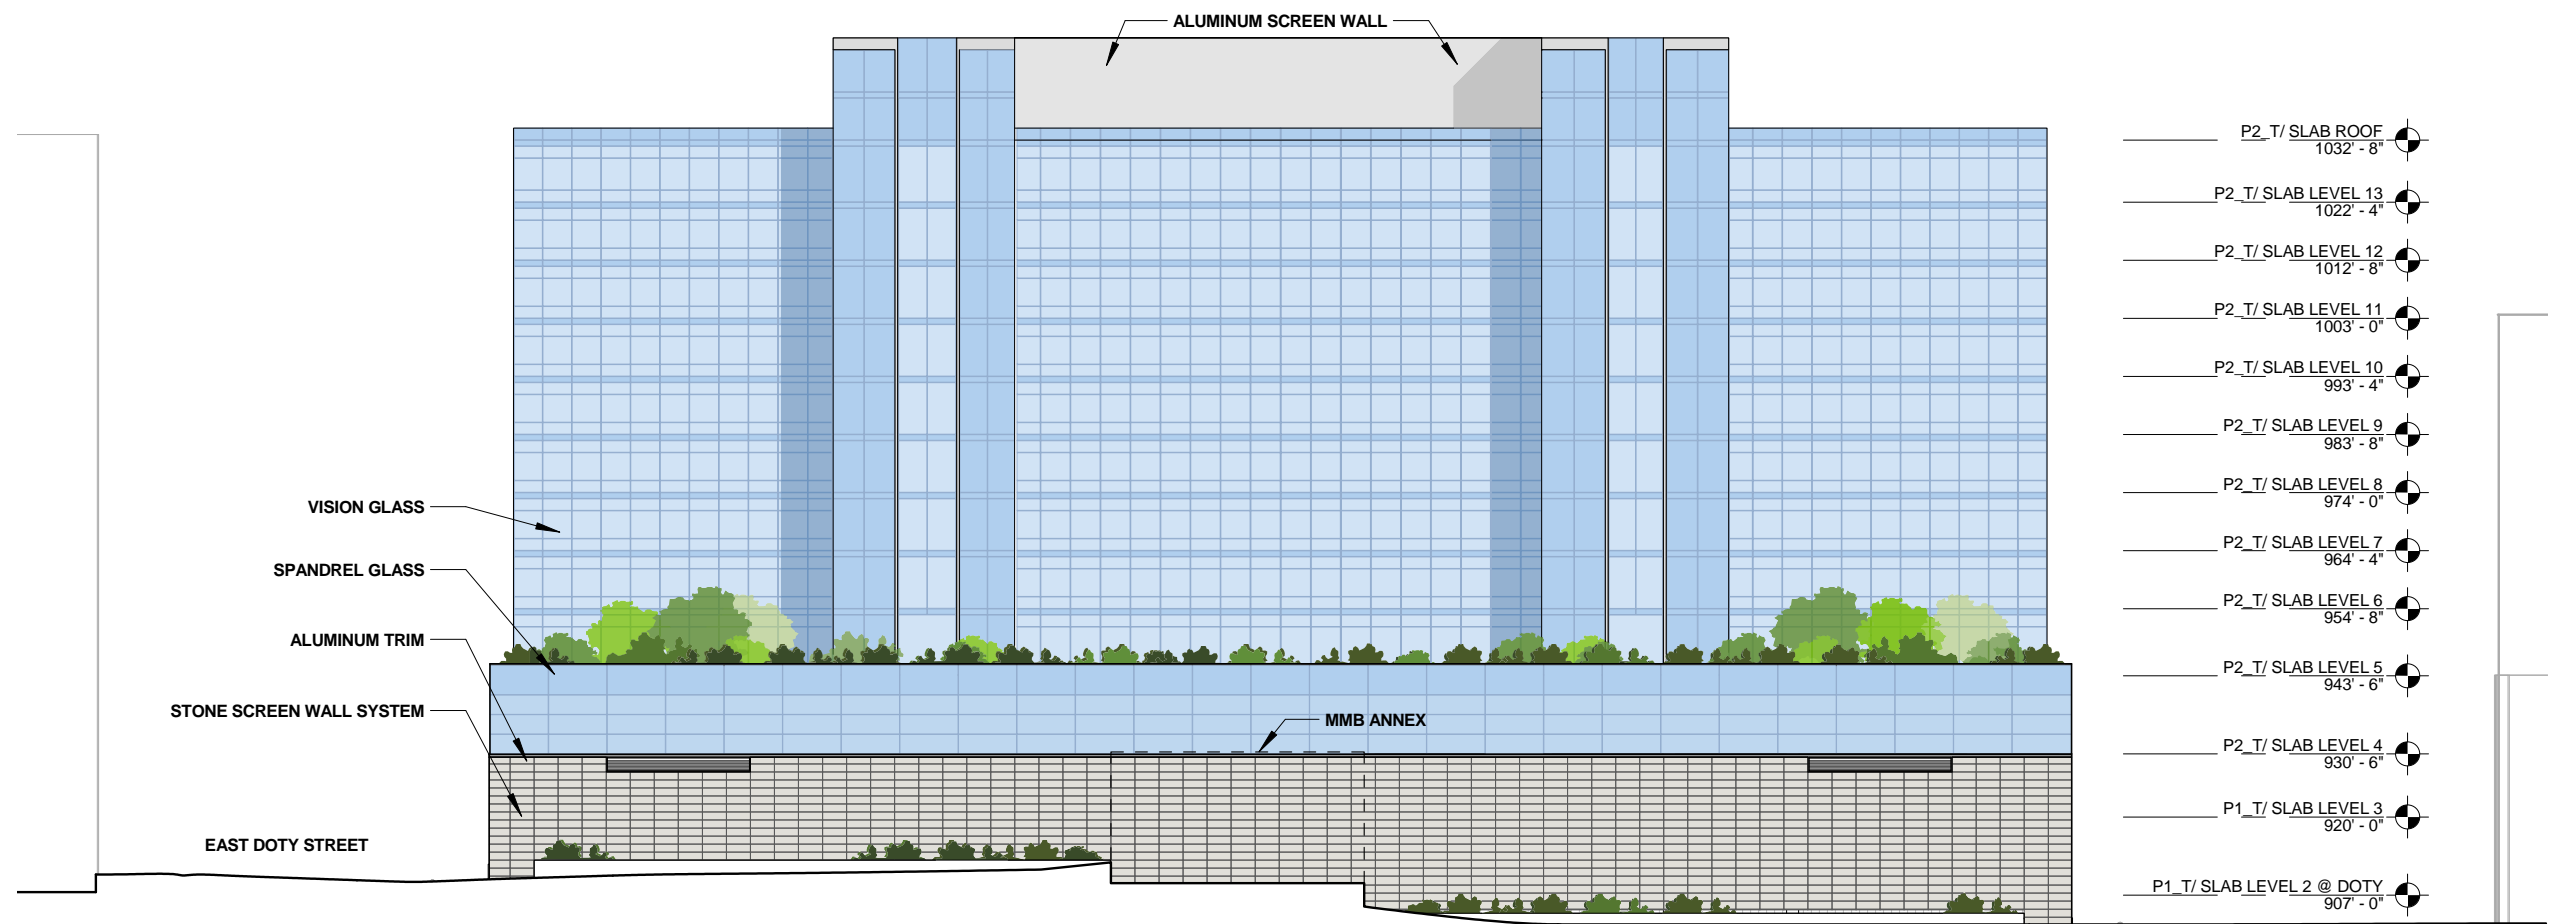 ALUMINUM SCREEN WALL
P2_T/ SLAB ROOF
1032' - 8"
P2_T/ SLAB LEVEL 13
1022' - 4"
P2_T/ SLAB LEVEL 12
1012' - 8"
P2_T/ SLAB LEVEL 11
1003' - 0"
P2_T/ SLAB LEVEL 10
993' - 4"
P2_T/ SLAB LEVEL 9
983' - 8"
P2_T/ SLAB LEVEL 8
974' - 0"
VISION GLASS
P2_T/ SLAB LEVEL 7
964' - 4"
SPANDREL GLASS
P2_T/ SLAB LEVEL 6
954' - 8"
ALUMINUM TRIM
P2_T/ SLAB LEVEL 5
943' - 6"
STONE SCREEN WALL SYSTEM
MMB ANNEX
P2_T/ SLAB LEVEL 4
930' - 6"
P1_T/ SLAB LEVEL 3
920' - 0"
EAST DOTY STREET
P1_T/ SLAB LEVEL 2 @ DOTY
907' - 0"